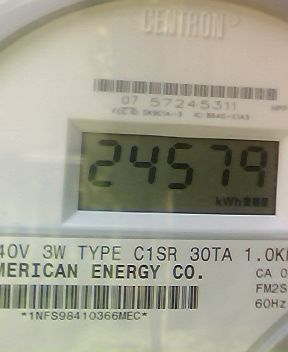 CENTRON®
07 57245311
24579
kWh
40V 3W TYPE C1SR 30TA 1.0K
MERICAN ENERGY CO.
CA 0
FM2S
60Hz
*1NFS98410366MEC*